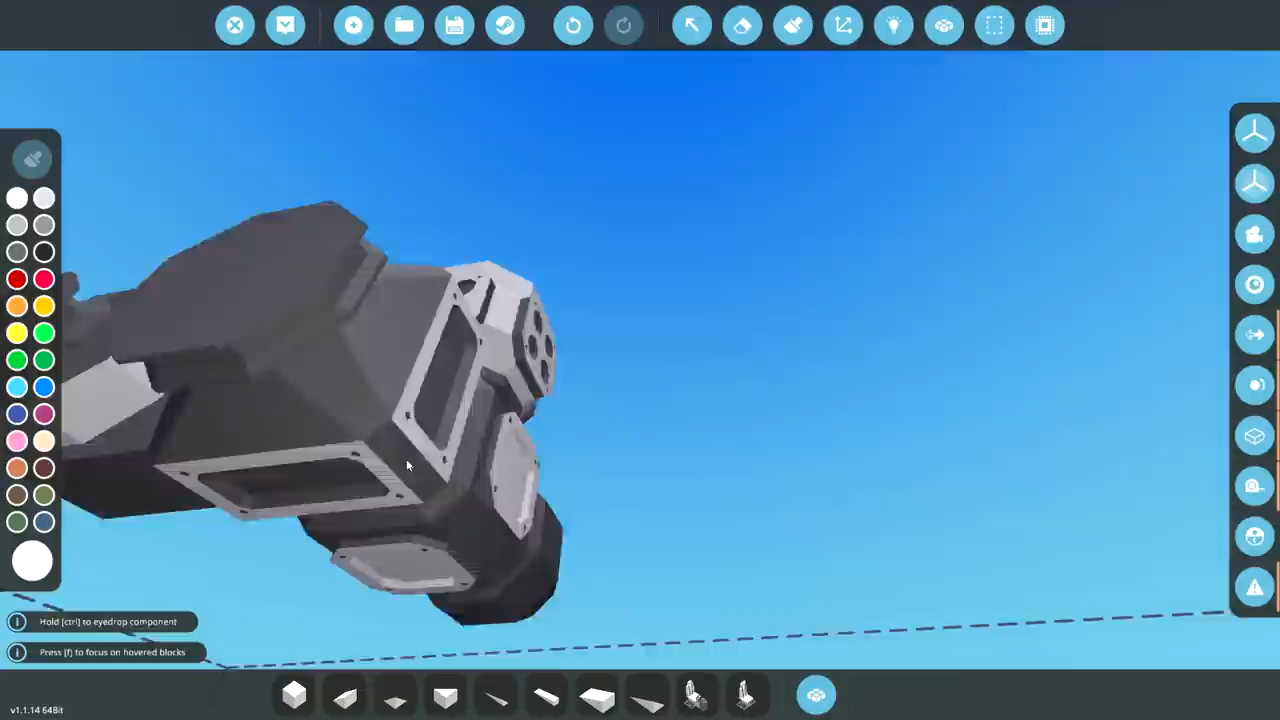 Hold [ctrl] to eyedrop component
Press [f] to focus on hovered blocks
v1.1.14 64Bit